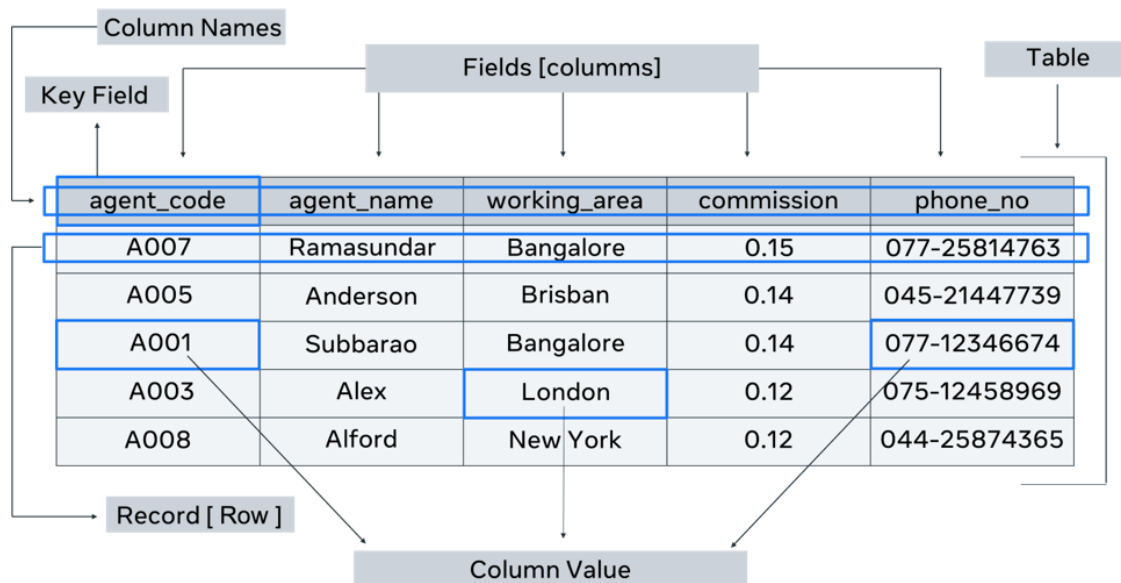 Column Names
Fields [columms]
Table
Key Field
agent_code agent_name working_area commission phone_no
A007 Ramasundar Bangalore 0.15 077-25814763
A005 Anderson Brisban 0.14 045-21447739
A001 Subbarao Bangalore 0.14 077-12346674
A003 Alex London 0.12 075-12458969
A008 Alford New York 0.12 044-25874365
Record [ Row ]
Column Value